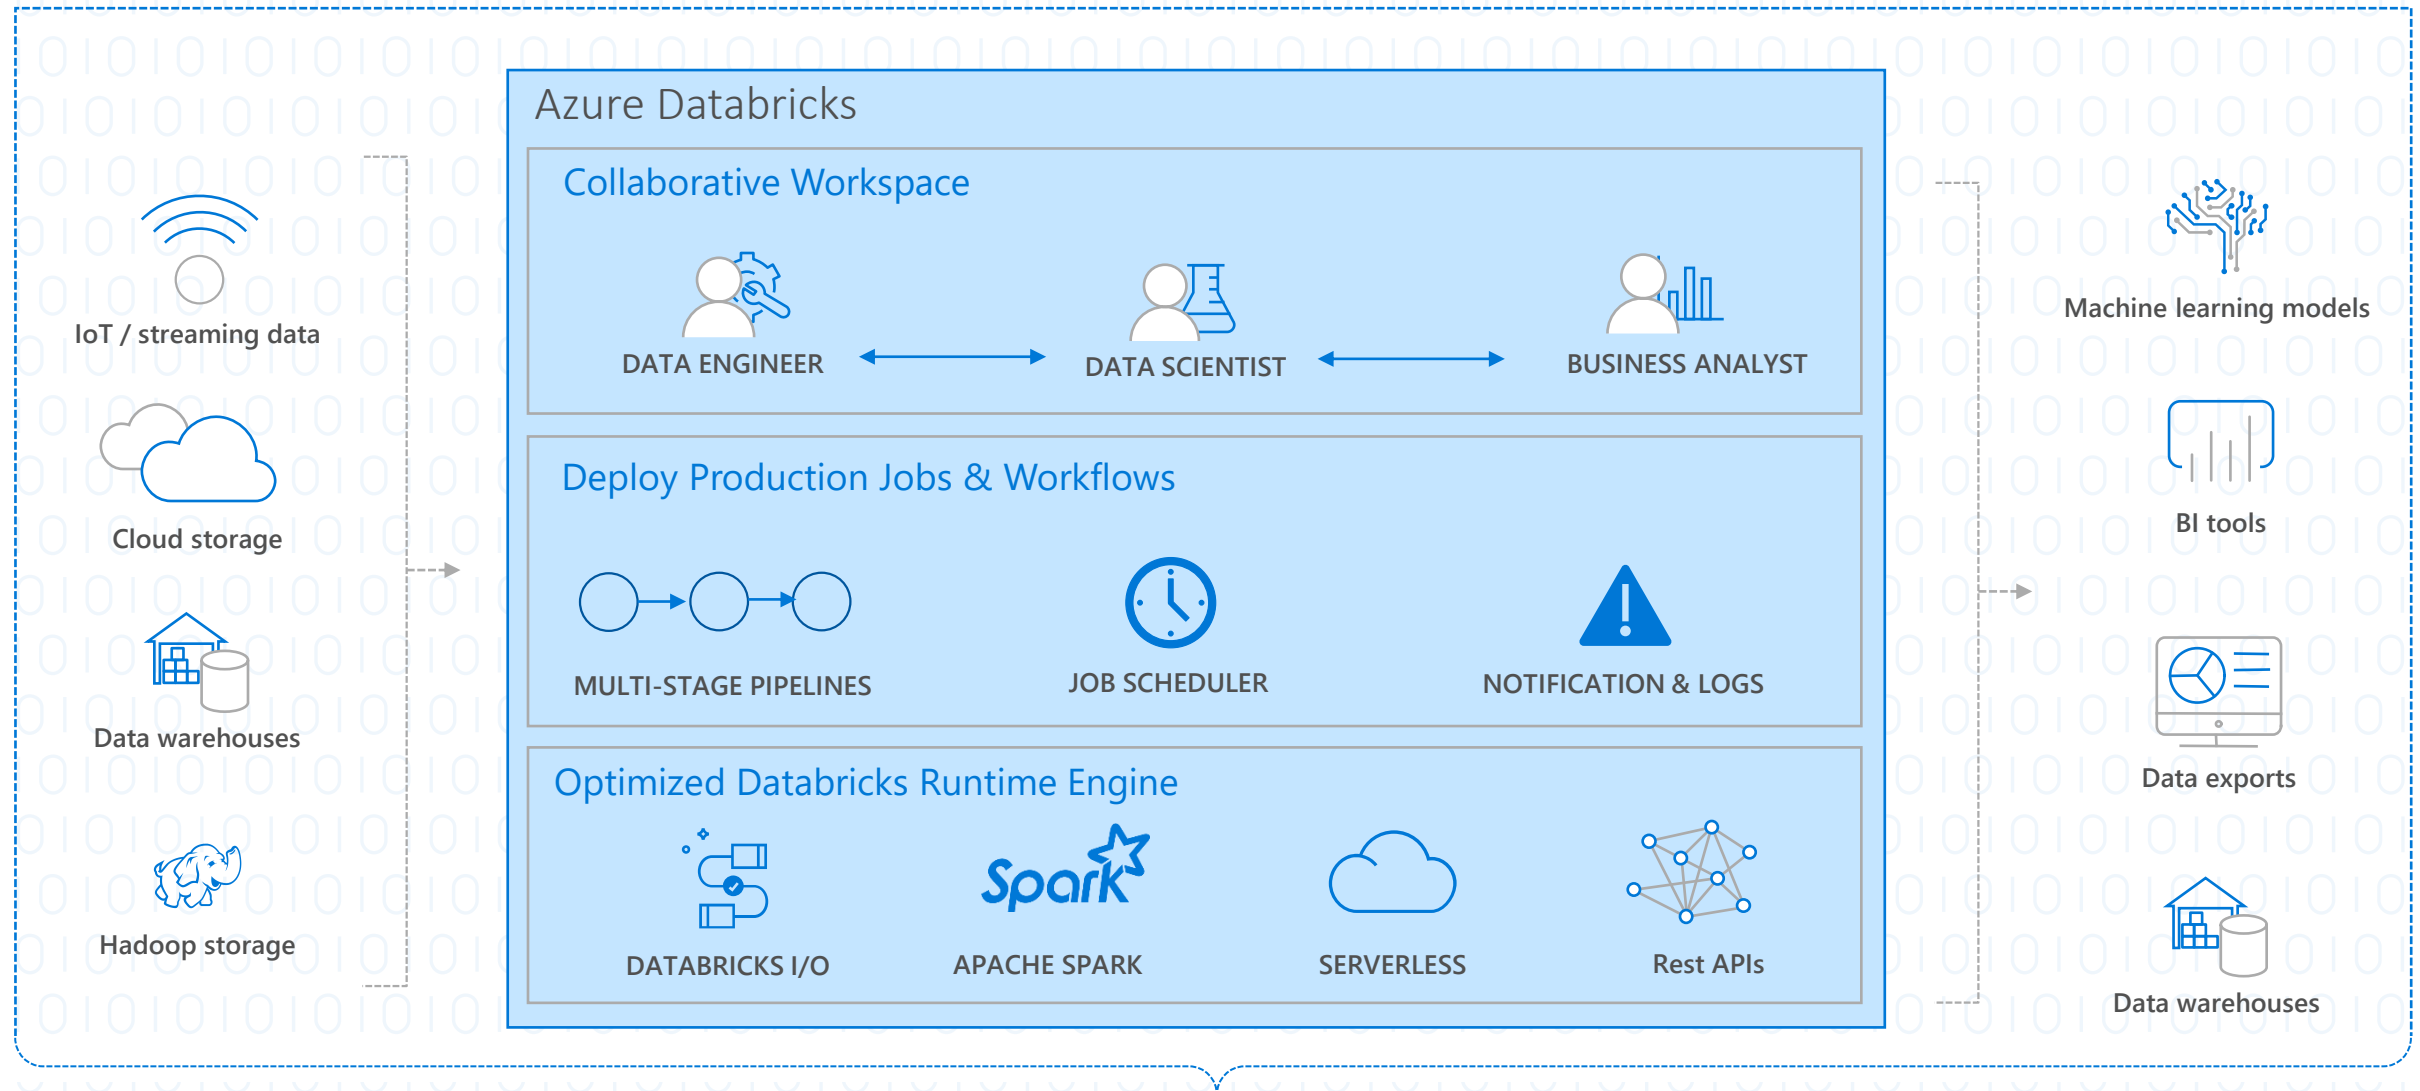 Azure Databricks
Collaborative Workspace
DATA ENGINEER
DATA SCIENTIST
BUSINESS ANALYST
Deploy Production Jobs & Workflows
MULTI-STAGE PIPELINES
JOB SCHEDULER
NOTIFICATION & LOGS
Optimized Databricks Runtime Engine
Spark
DATABRICKS I/O
APACHE SPARK
SERVERLESS
Rest APIs
IoT / streaming data
Cloud storage
Data warehouses
Hadoop storage
Machine learning models
BI tools
Data exports
Data warehouses